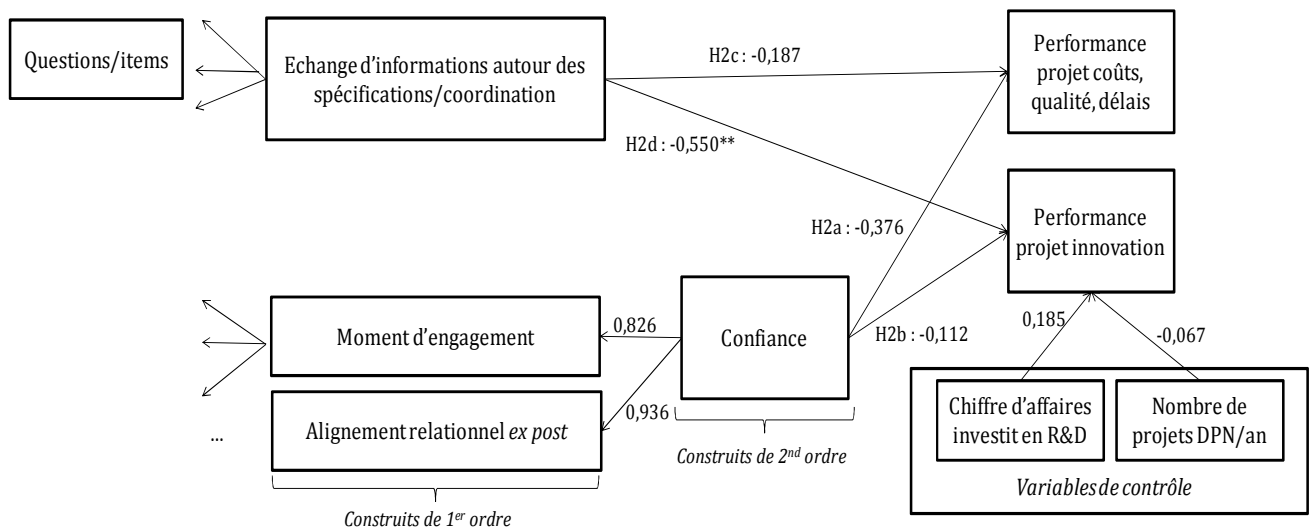 Questions/items
Echange d'informations autour des
spécifications/coordination
H2c : -0,187
Performance
projet coûts,
qualité, délais
H2d : -0,550**
H2a : -0,376
Performance
projet innovation
Moment d'engagement
0,826
Confiance
H2b : -0,112
0,185
-0,067
...
Alignement relationnel ex post
0,936
Chiffre d'affaires
investit en R&D
Nombre de
projets DPN/an
Construits de 2nd ordre
Variables de contrôle
Construits de 1er ordre